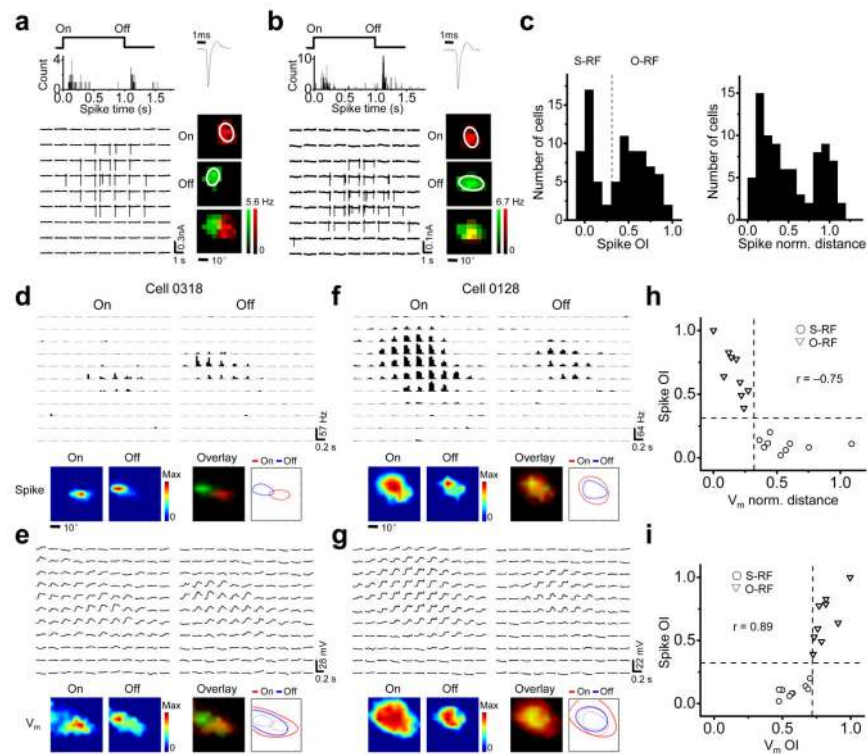 a
On
Off
1ms
Count
4
0
0.0
0.5
1.0
1.5
Spike time (s)
On
Off
5.6 Hz
0
0.3nA
1 s
10°
b
On
Off
1ms
Count
10
5
0
0.0
0.5
1.0
1.5
Spike time (s)
On
Off
6.7 Hz
0
0.1nA
1 s
10°
c
S-RF
O-RF
Number of cells
15
10
5
0
0.0
0.5
1.0
Spike OI
Number of cells
15
10
5
0
0.0
0.5
1.0
Spike norm. distance
d
Cell 0318
On
Off
57 Hz
0.2 s
Spike
Max
0
Overlay
On
Off
10°
e
28 mV
0.2 s
Vm
On
Off
Max
0
Overlay
On
Off
f
Cell 0128
On
Off
64 Hz
0.2 s
Max
0
Overlay
On
Off
g
22 mV
0.2 s
On
Off
Max
0
Overlay
On
Off
h
S-RF
O-RF
r = –0.75
Spike OI
1.0
0.5
0.0
0.0
0.5
1.0
Vm norm. distance
i
S-RF
O-RF
r = 0.89
Spike OI
1.0
0.5
0.0
0.0
0.5
1.0
Vm OI